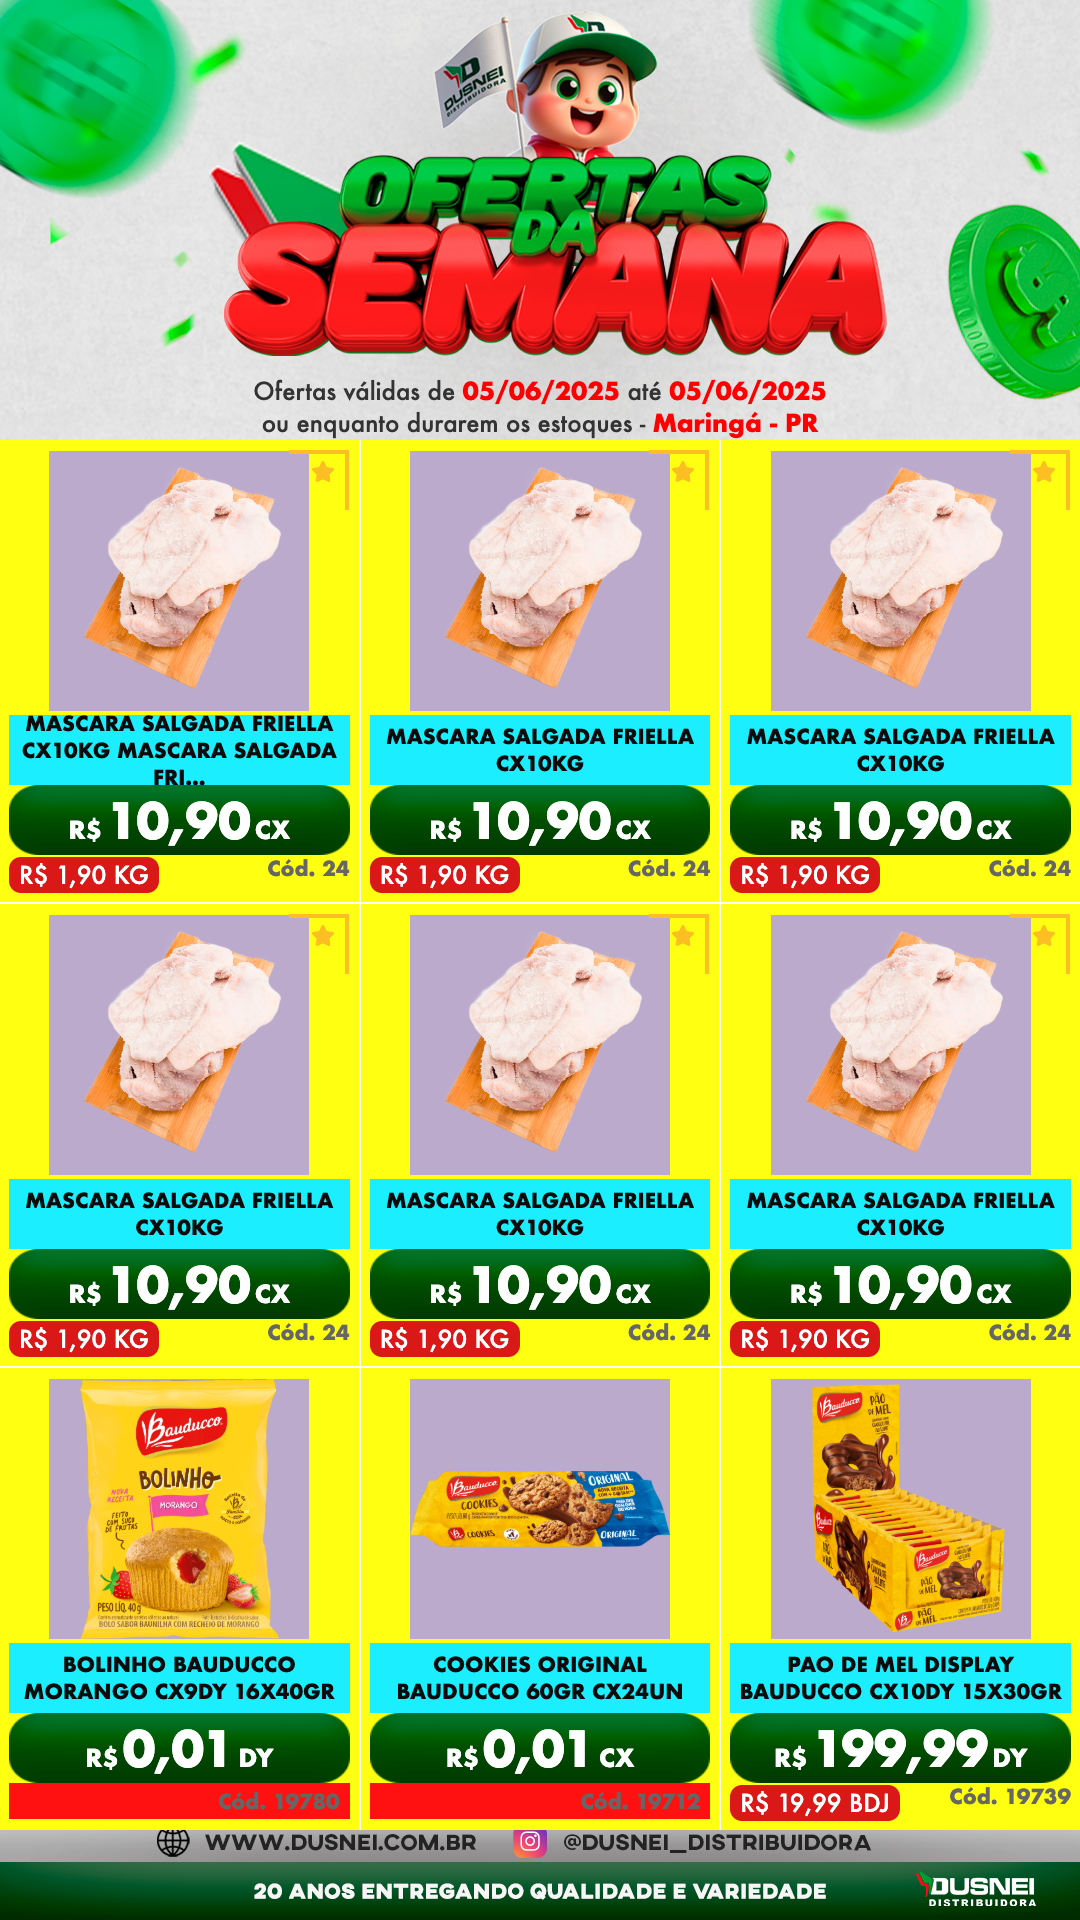 DUSNEI
DISTRIBUIDORA
OFERTAS
DA
SEMANA
Ofertas válidas de 05/06/2025 até 05/06/2025
ou enquanto durarem os estoques - Maringá - PR
MASCARA SALGADA FRIELLA
CX10KG MASCARA SALGADA
FRI...
R$ 10,90 CX
R$ 1,90 KG
Cód. 24
MASCARA SALGADA FRIELLA
CX10KG
R$ 10,90 CX
R$ 1,90 KG
Cód. 24
MASCARA SALGADA FRIELLA
CX10KG
R$ 10,90 CX
R$ 1,90 KG
Cód. 24
MASCARA SALGADA FRIELLA
CX10KG
R$ 10,90 CX
R$ 1,90 KG
Cód. 24
MASCARA SALGADA FRIELLA
CX10KG
R$ 10,90 CX
R$ 1,90 KG
Cód. 24
MASCARA SALGADA FRIELLA
CX10KG
R$ 10,90 CX
R$ 1,90 KG
Cód. 24
Bauducco
BOLINHO
MORANGO
NOVA
RECEITA
FEITO
COM SUCO
DE FRUTAS
PESO LÍQ. 40g
BOLO SABOR BAUNILHA COM RECHEIO DE MORANGO
BOLINHO BAUDUCCO
MORANGO CX9DY 16X40GR
R$ 0,01 DY
Cód. 19780
Bauducco
COOKIES
ORIGINAL
COOKIES
ORIGINAL
COOKIES ORIGINAL
BAUDUCCO 60GR CX24UN
R$ 0,01 CX
Cód. 19712
Bauducco
PÃO
DE MEL
Bauducco
PÃO
DE MEL
PÃO
DE MEL
PAO DE MEL DISPLAY
BAUDUCCO CX10DY 15X30GR
R$ 199,99 DY
R$ 19,99 BDJ
Cód. 19739
WWW.DUSNEI.COM.BR
@DUSNEI_DISTRIBUIDORA
20 ANOS ENTREGANDO QUALIDADE E VARIEDADE
DUSNEI
DISTRIBUIDORA